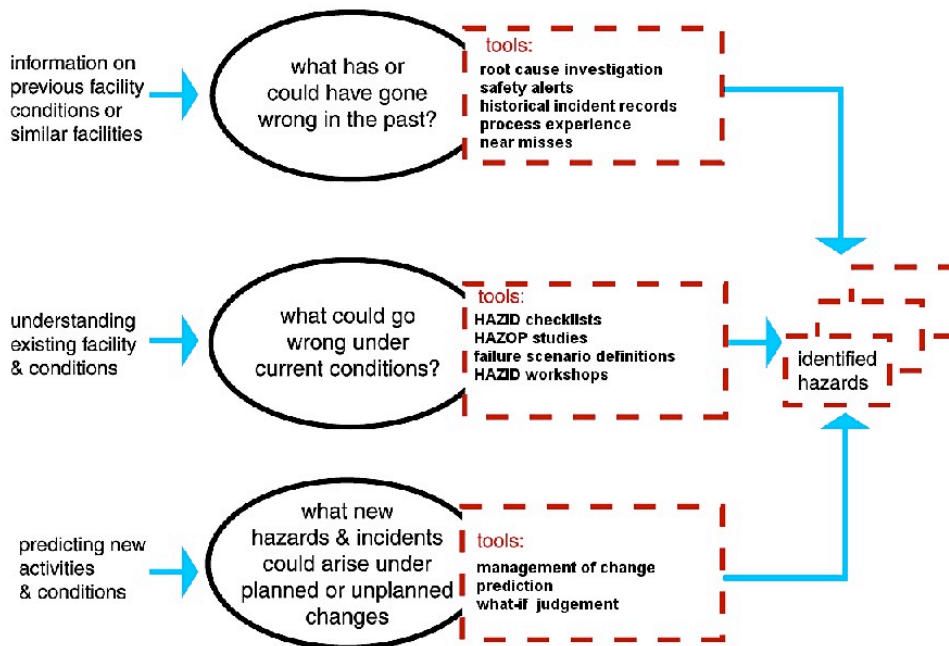 information on
previous facility
conditions or
similar facilities
what has or
could have gone
wrong in the past?
tools:
root cause investigation
safety alerts
historical incident records
process experience
near misses
understanding
existing facility
& conditions
what could go
wrong under
current conditions?
tools:
HAZID checklists
HAZOP studies
failure scenario definitions
HAZID workshops
identified
hazards
predicting new
activities
& conditions
what new
hazards & incidents
could arise under
planned or unplanned
changes
tools:
management of change
prediction
what-if judgement